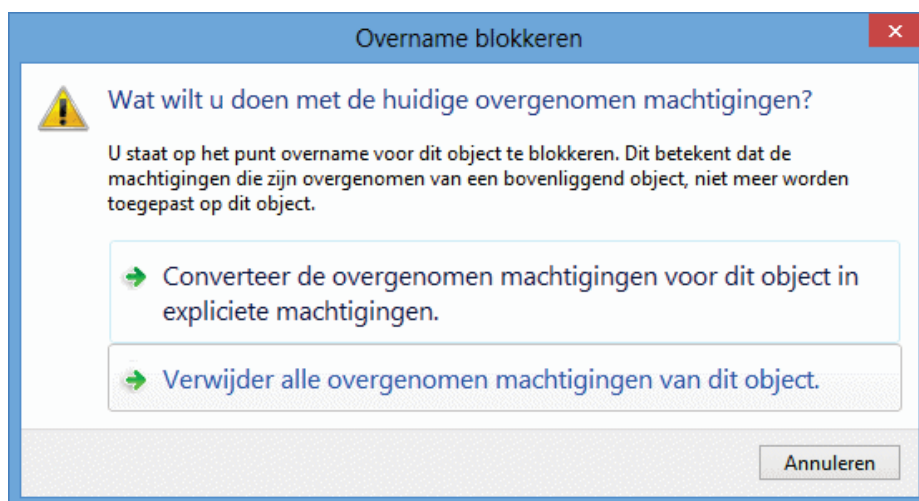 Overname blokkeren
Wat wilt u doen met de huidige overgenomen machtigingen?
U staat op het punt overname voor dit object te blokkeren. Dit betekent dat de
machtigingen die zijn overgenomen van een bovenliggend object, niet meer worden
toegepast op dit object.
Converteer de overgenomen machtigingen voor dit object in
expliciete machtigingen.
Verwijder alle overgenomen machtigingen van dit object.
Annuleren